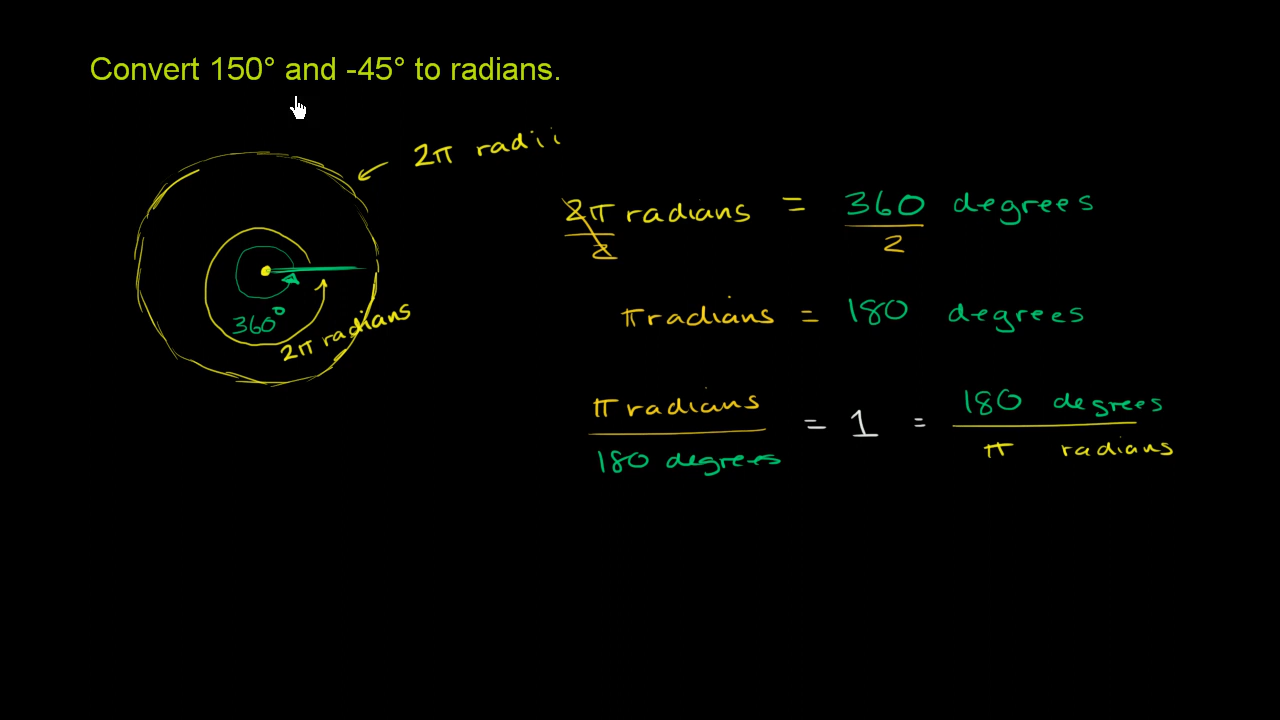 Convert 150° and -45° to radians.
2π radii
2π radians = 360 degrees
2 2
360°
2π radians
π radians = 180 degrees
π radians = 1 = 180 degrees
180 degrees π radians